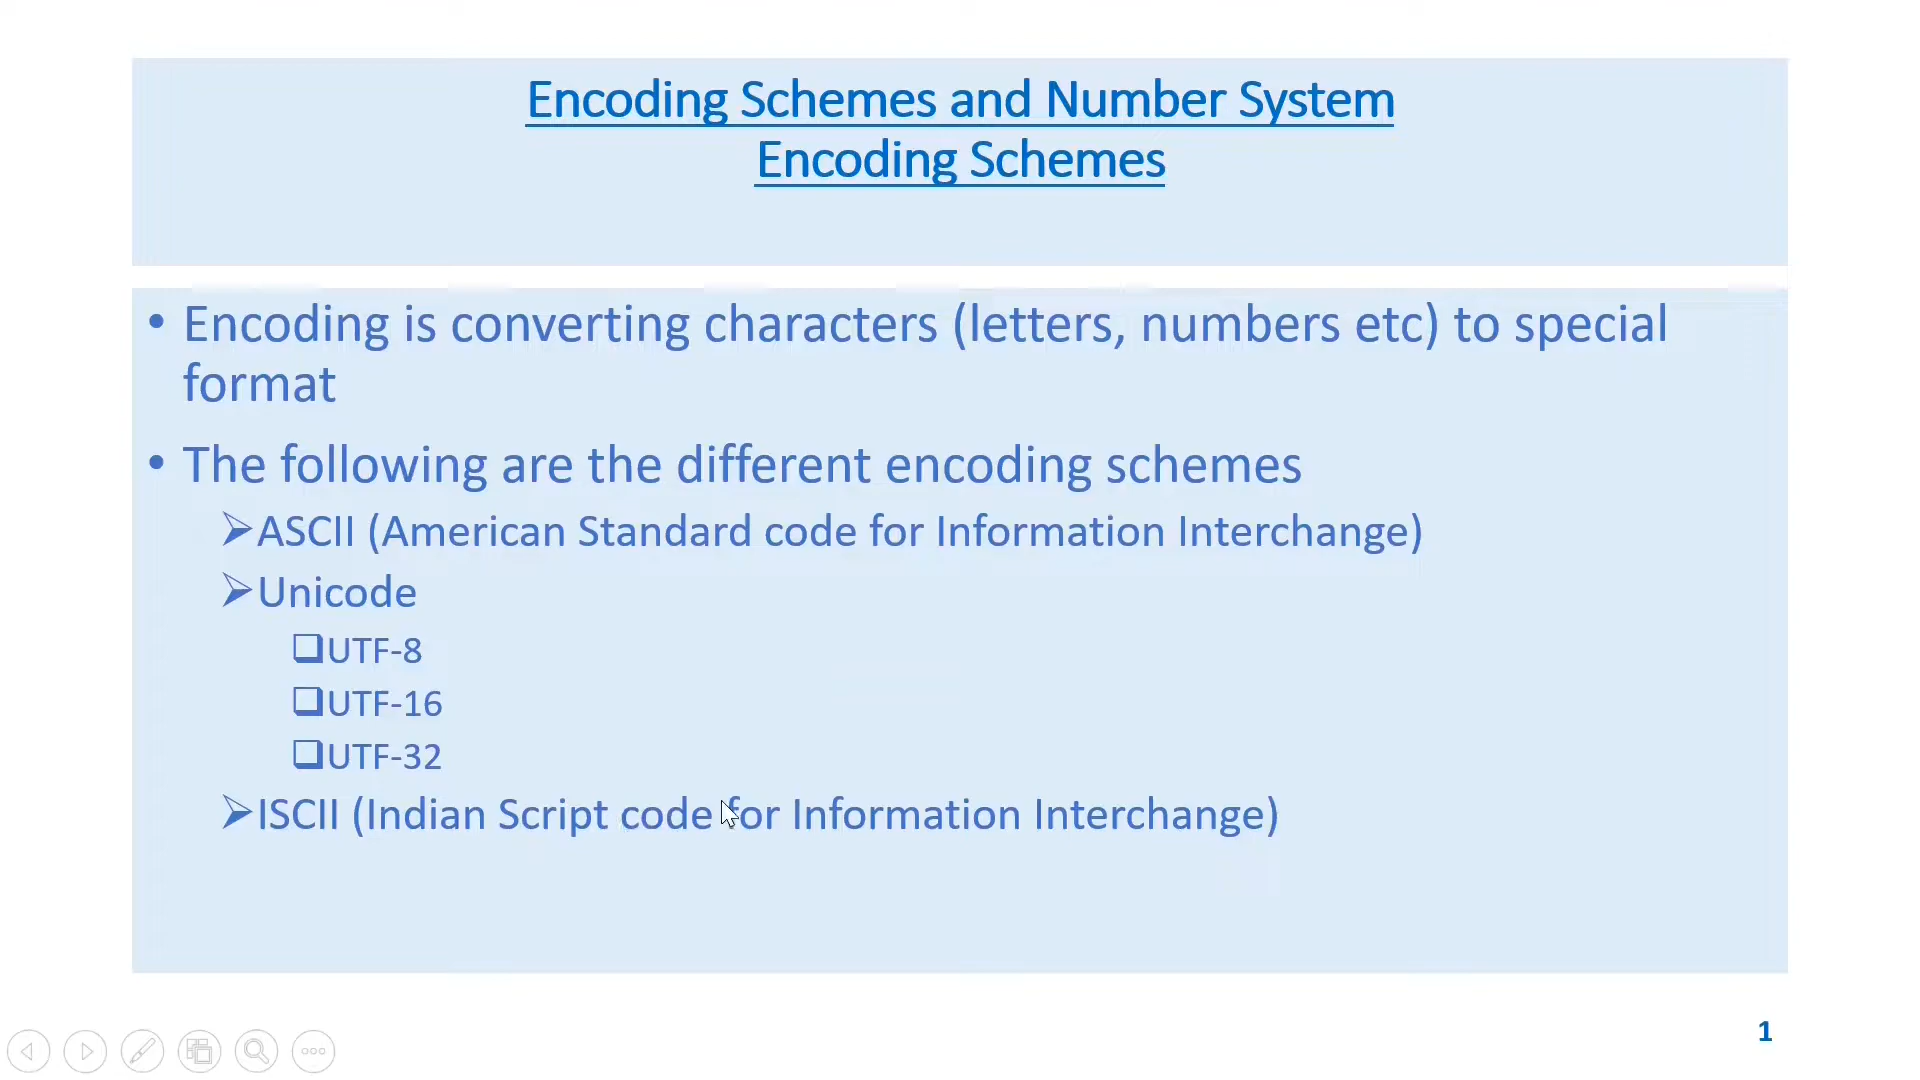 Encoding Schemes and Number System
Encoding Schemes
• Encoding is converting characters (letters, numbers etc) to special
format
• The following are the different encoding schemes
➢ASCII (American Standard code for Information Interchange)
➢Unicode
❑UTF-8
❑UTF-16
❑UTF-32
➢ISCII (Indian Script code for Information Interchange)
1